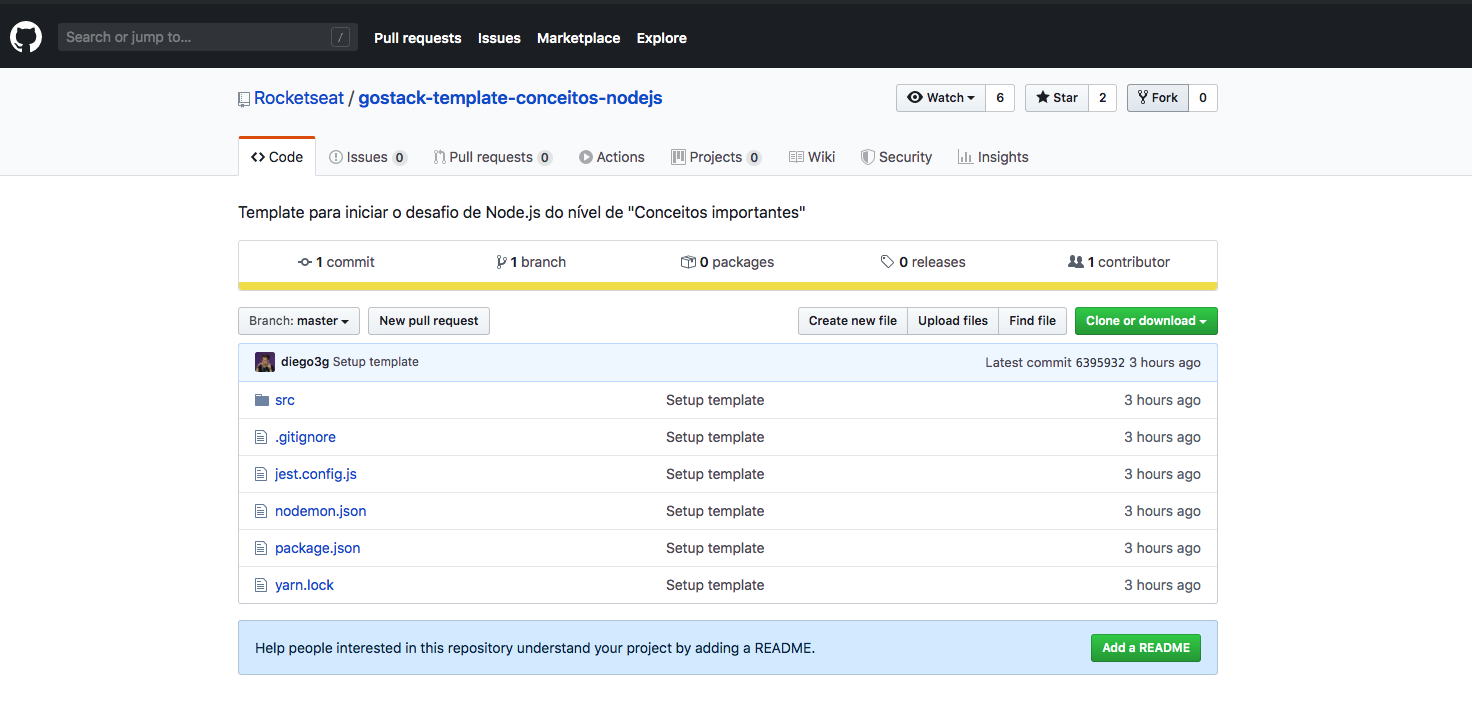 Search or jump to... / Pull requests Issues Marketplace Explore
Rocketseat / gostack-template-conceitos-nodejs Watch 6 Star 2 Fork 0
Code Issues 0 Pull requests 0 Actions Projects 0 Wiki Security Insights
Template para iniciar o desafio de Node.js do nível de "Conceitos importantes"
1 commit 1 branch 0 packages 0 releases 1 contributor
Branch: master New pull request Create new file Upload files Find file Clone or download
diego3g Setup template Latest commit 6395932 3 hours ago
src Setup template 3 hours ago
.gitignore Setup template 3 hours ago
jest.config.js Setup template 3 hours ago
nodemon.json Setup template 3 hours ago
package.json Setup template 3 hours ago
yarn.lock Setup template 3 hours ago
Help people interested in this repository understand your project by adding a README. Add a README